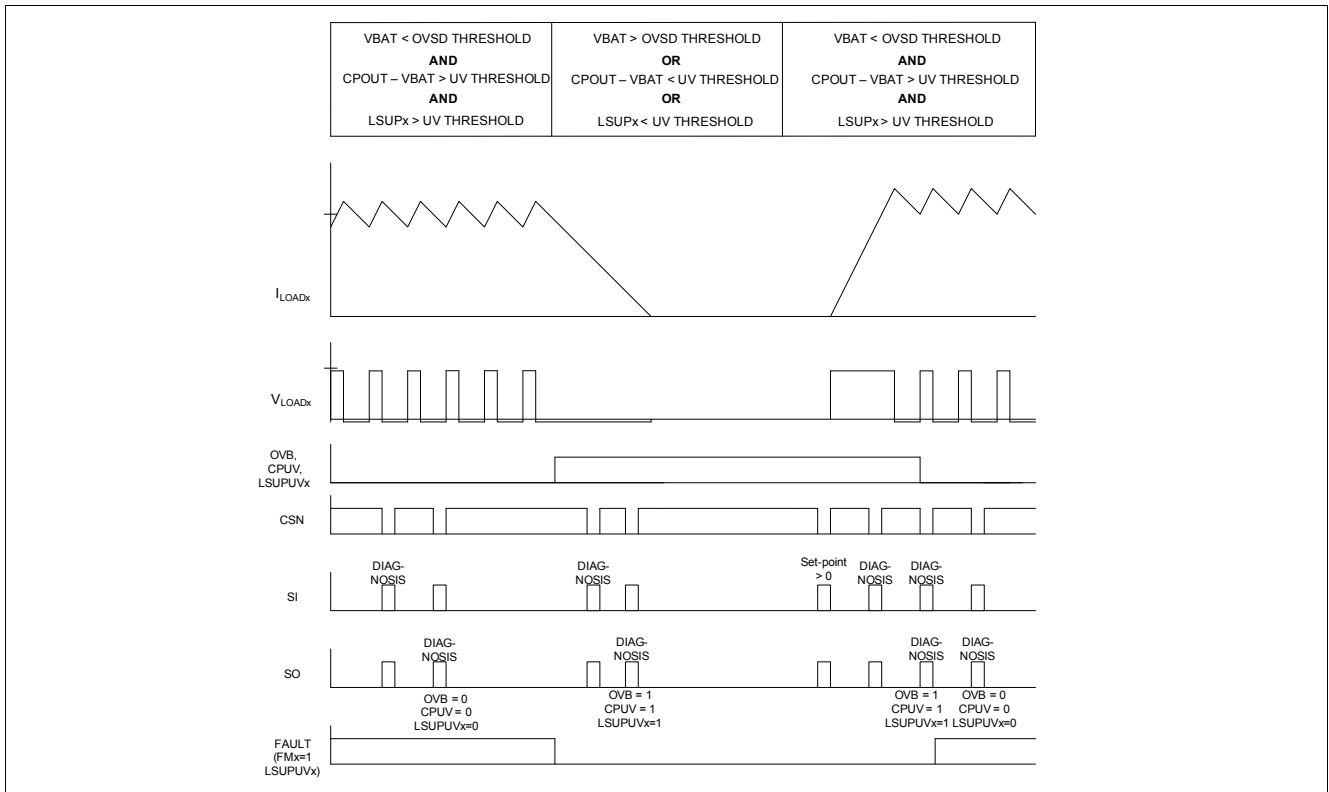 VBAT < OVSD THRESHOLD
AND
CPOUT – VBAT > UV THRESHOLD
AND
LSUPx > UV THRESHOLD
VBAT > OVSD THRESHOLD
OR
CPOUT – VBAT < UV THRESHOLD
OR
LSUPx < UV THRESHOLD
VBAT < OVSD THRESHOLD
AND
CPOUT – VBAT > UV THRESHOLD
AND
LSUPx > UV THRESHOLD
ILOADx
VLOADx
OVB,
CPUV,
LSUPUVx
CSN
SI
DIAG-
NOSIS
DIAG-
NOSIS
Set-point
> 0
DIAG-
NOSIS
DIAG-
NOSIS
SO
DIAG-
NOSIS
OVB = 0
CPUV = 0
LSUPUVx=0
DIAG-
NOSIS
OVB = 1
CPUV = 1
LSUPUVx=1
DIAG-
NOSIS
OVB = 1
CPUV = 1
LSUPUVx=1
DIAG-
NOSIS
OVB = 0
CPUV = 0
LSUPUVx=0
FAULT
(FMx=1
LSUPUVx)